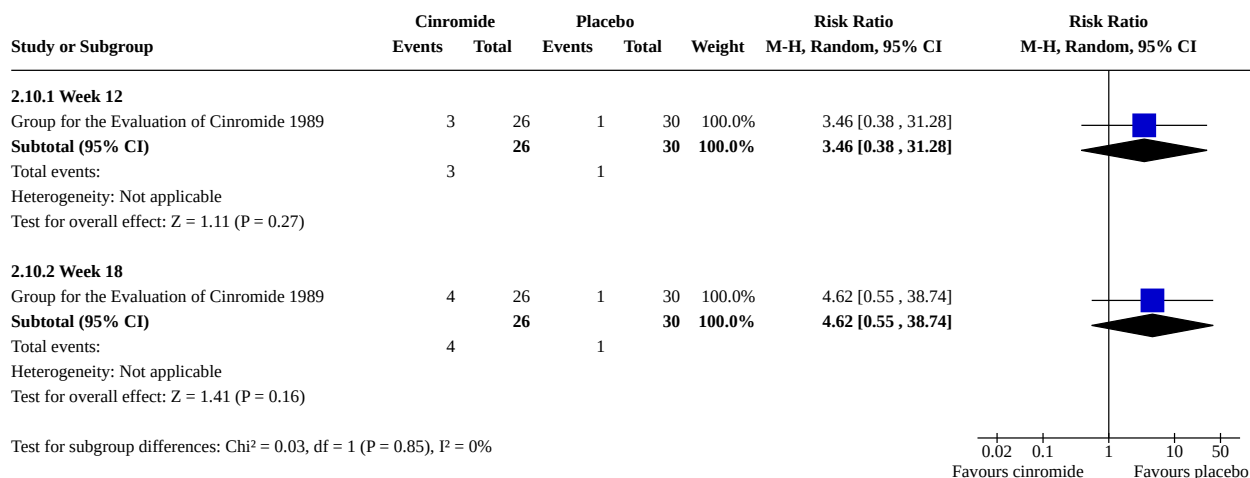 Cinromide Placebo Risk Ratio Risk Ratio
Study or Subgroup Events Total Events Total Weight M-H, Random, 95% CI M-H, Random, 95% CI
2.10.1 Week 12
Group for the Evaluation of Cinromide 1989 3 26 1 30 100.0% 3.46 [0.38 , 31.28]
Subtotal (95% CI) 26 30 100.0% 3.46 [0.38 , 31.28]
Total events: 3 1
Heterogeneity: Not applicable
Test for overall effect: Z = 1.11 (P = 0.27)
2.10.2 Week 18
Group for the Evaluation of Cinromide 1989 4 26 1 30 100.0% 4.62 [0.55 , 38.74]
Subtotal (95% CI) 26 30 100.0% 4.62 [0.55 , 38.74]
Total events: 4 1
Heterogeneity: Not applicable
Test for overall effect: Z = 1.41 (P = 0.16)
Test for subgroup differences: Chi² = 0.03, df = 1 (P = 0.85), I² = 0%
0.02 0.1 1 10 50
Favours cinromide Favours placebo